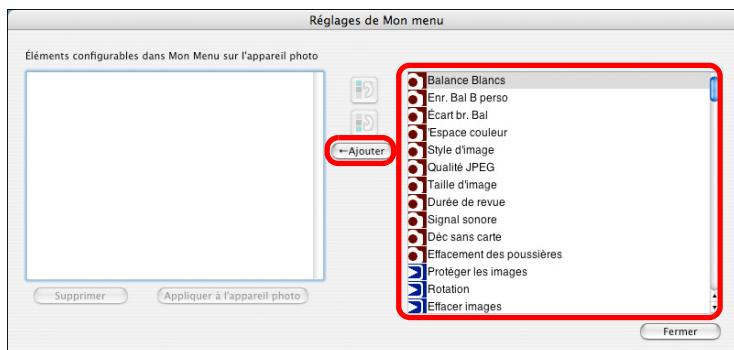 Réglages de Mon menu
Éléments configurables dans Mon Menu sur l'appareil photo
←Ajouter
Supprimer
Appliquer à l'appareil photo
Balance Blancs
Enr. Bal B perso
Écart br. Bal
'Espace couleur
Style d'image
Qualité JPEG
Taille d'image
Durée de revue
Signal sonore
Déc sans carte
Effacement des poussières
Protéger les images
Rotation
Effacer images
Fermer